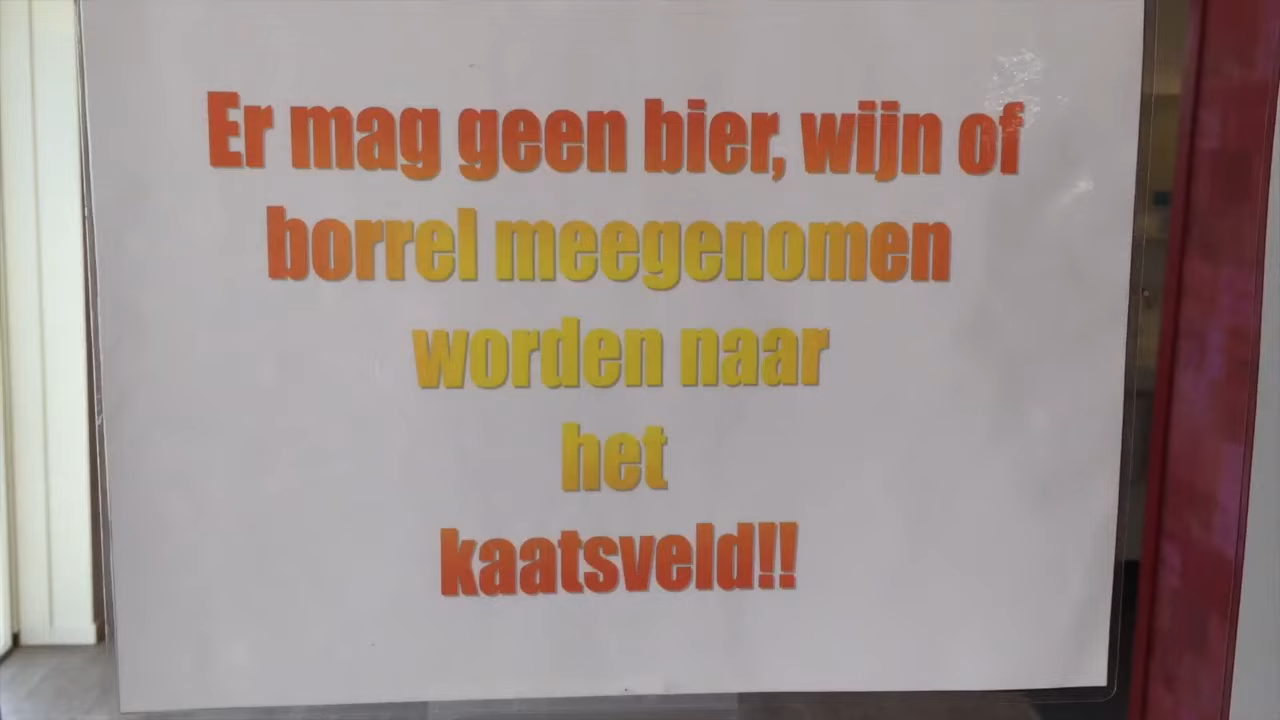 Er mag geen bier, wijn of
borrel meegenomen
worden naar
het
kaatsveld!!